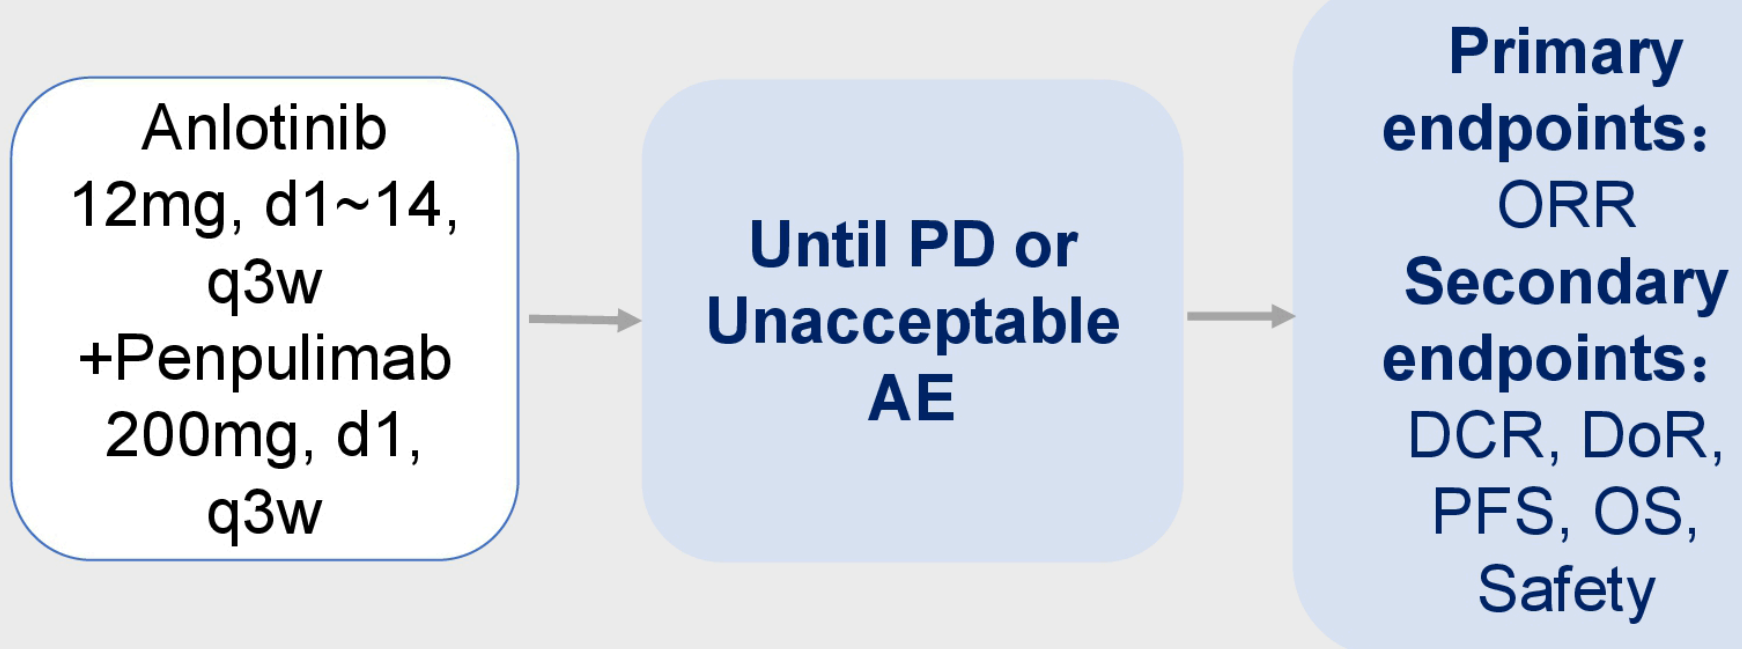 Anlotinib
12mg, d1~14,
q3w
+Penpulimab
200mg, d1,
q3w
Until PD or
Unacceptable
AE
Primary
endpoints：
ORR
Secondary
endpoints：
DCR, DoR,
PFS, OS,
Safety